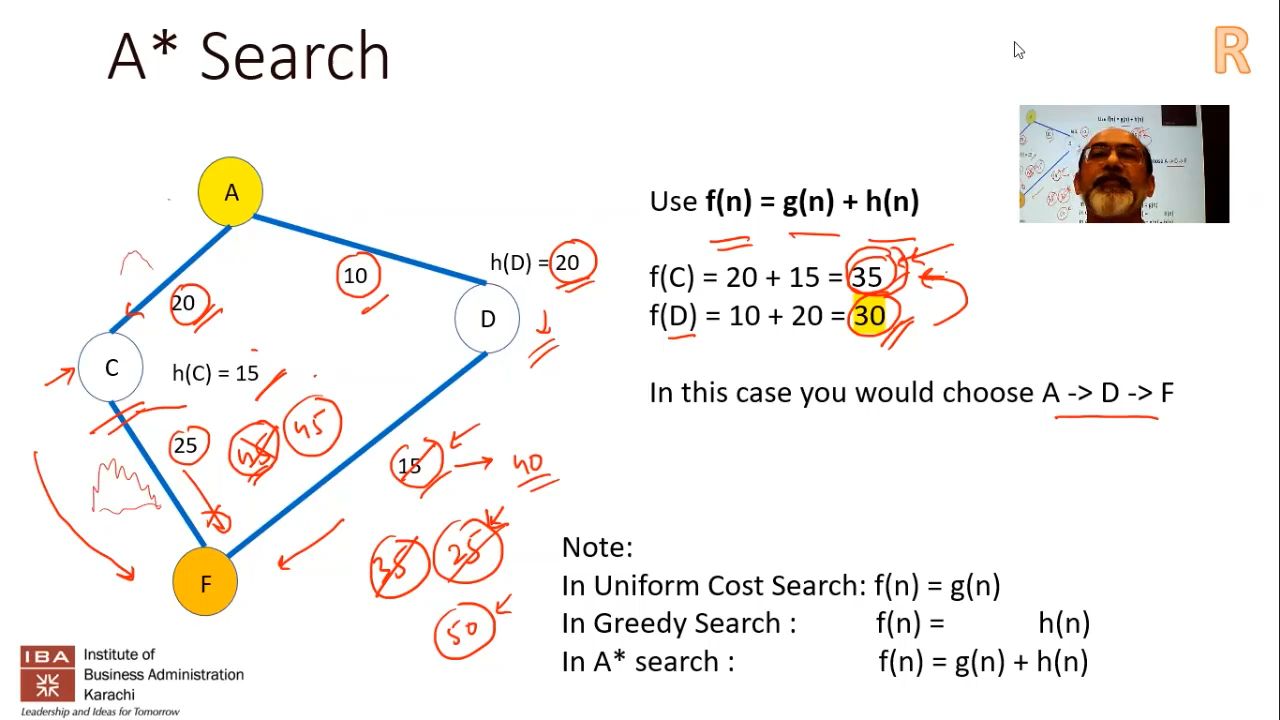 A* Search
R
A
Use f(n) = g(n) + h(n)
h(D) = 20
10
f(C) = 20 + 15 = 35
20
f(D) = 10 + 20 = 30
D
C
h(C) = 15
In this case you would choose A -> D -> F
45
25
15
40
Note:
35
25
F
In Uniform Cost Search: f(n) = g(n)
In Greedy Search : f(n) = h(n)
50
In A* search : f(n) = g(n) + h(n)
IBA
Institute of
Business Administration
Karachi
Leadership and Ideas for Tomorrow